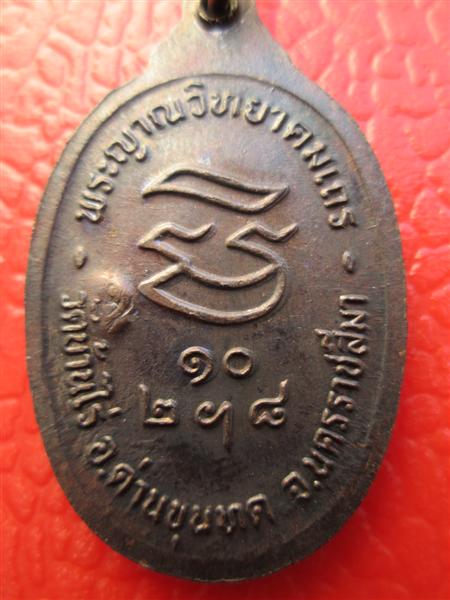 พระญาณวิทยาคมเถร
๑๐
๒ ฯ ๘
วัดบ้านไร่ อ.ด่านขุนทด จ.นครราชสีมา